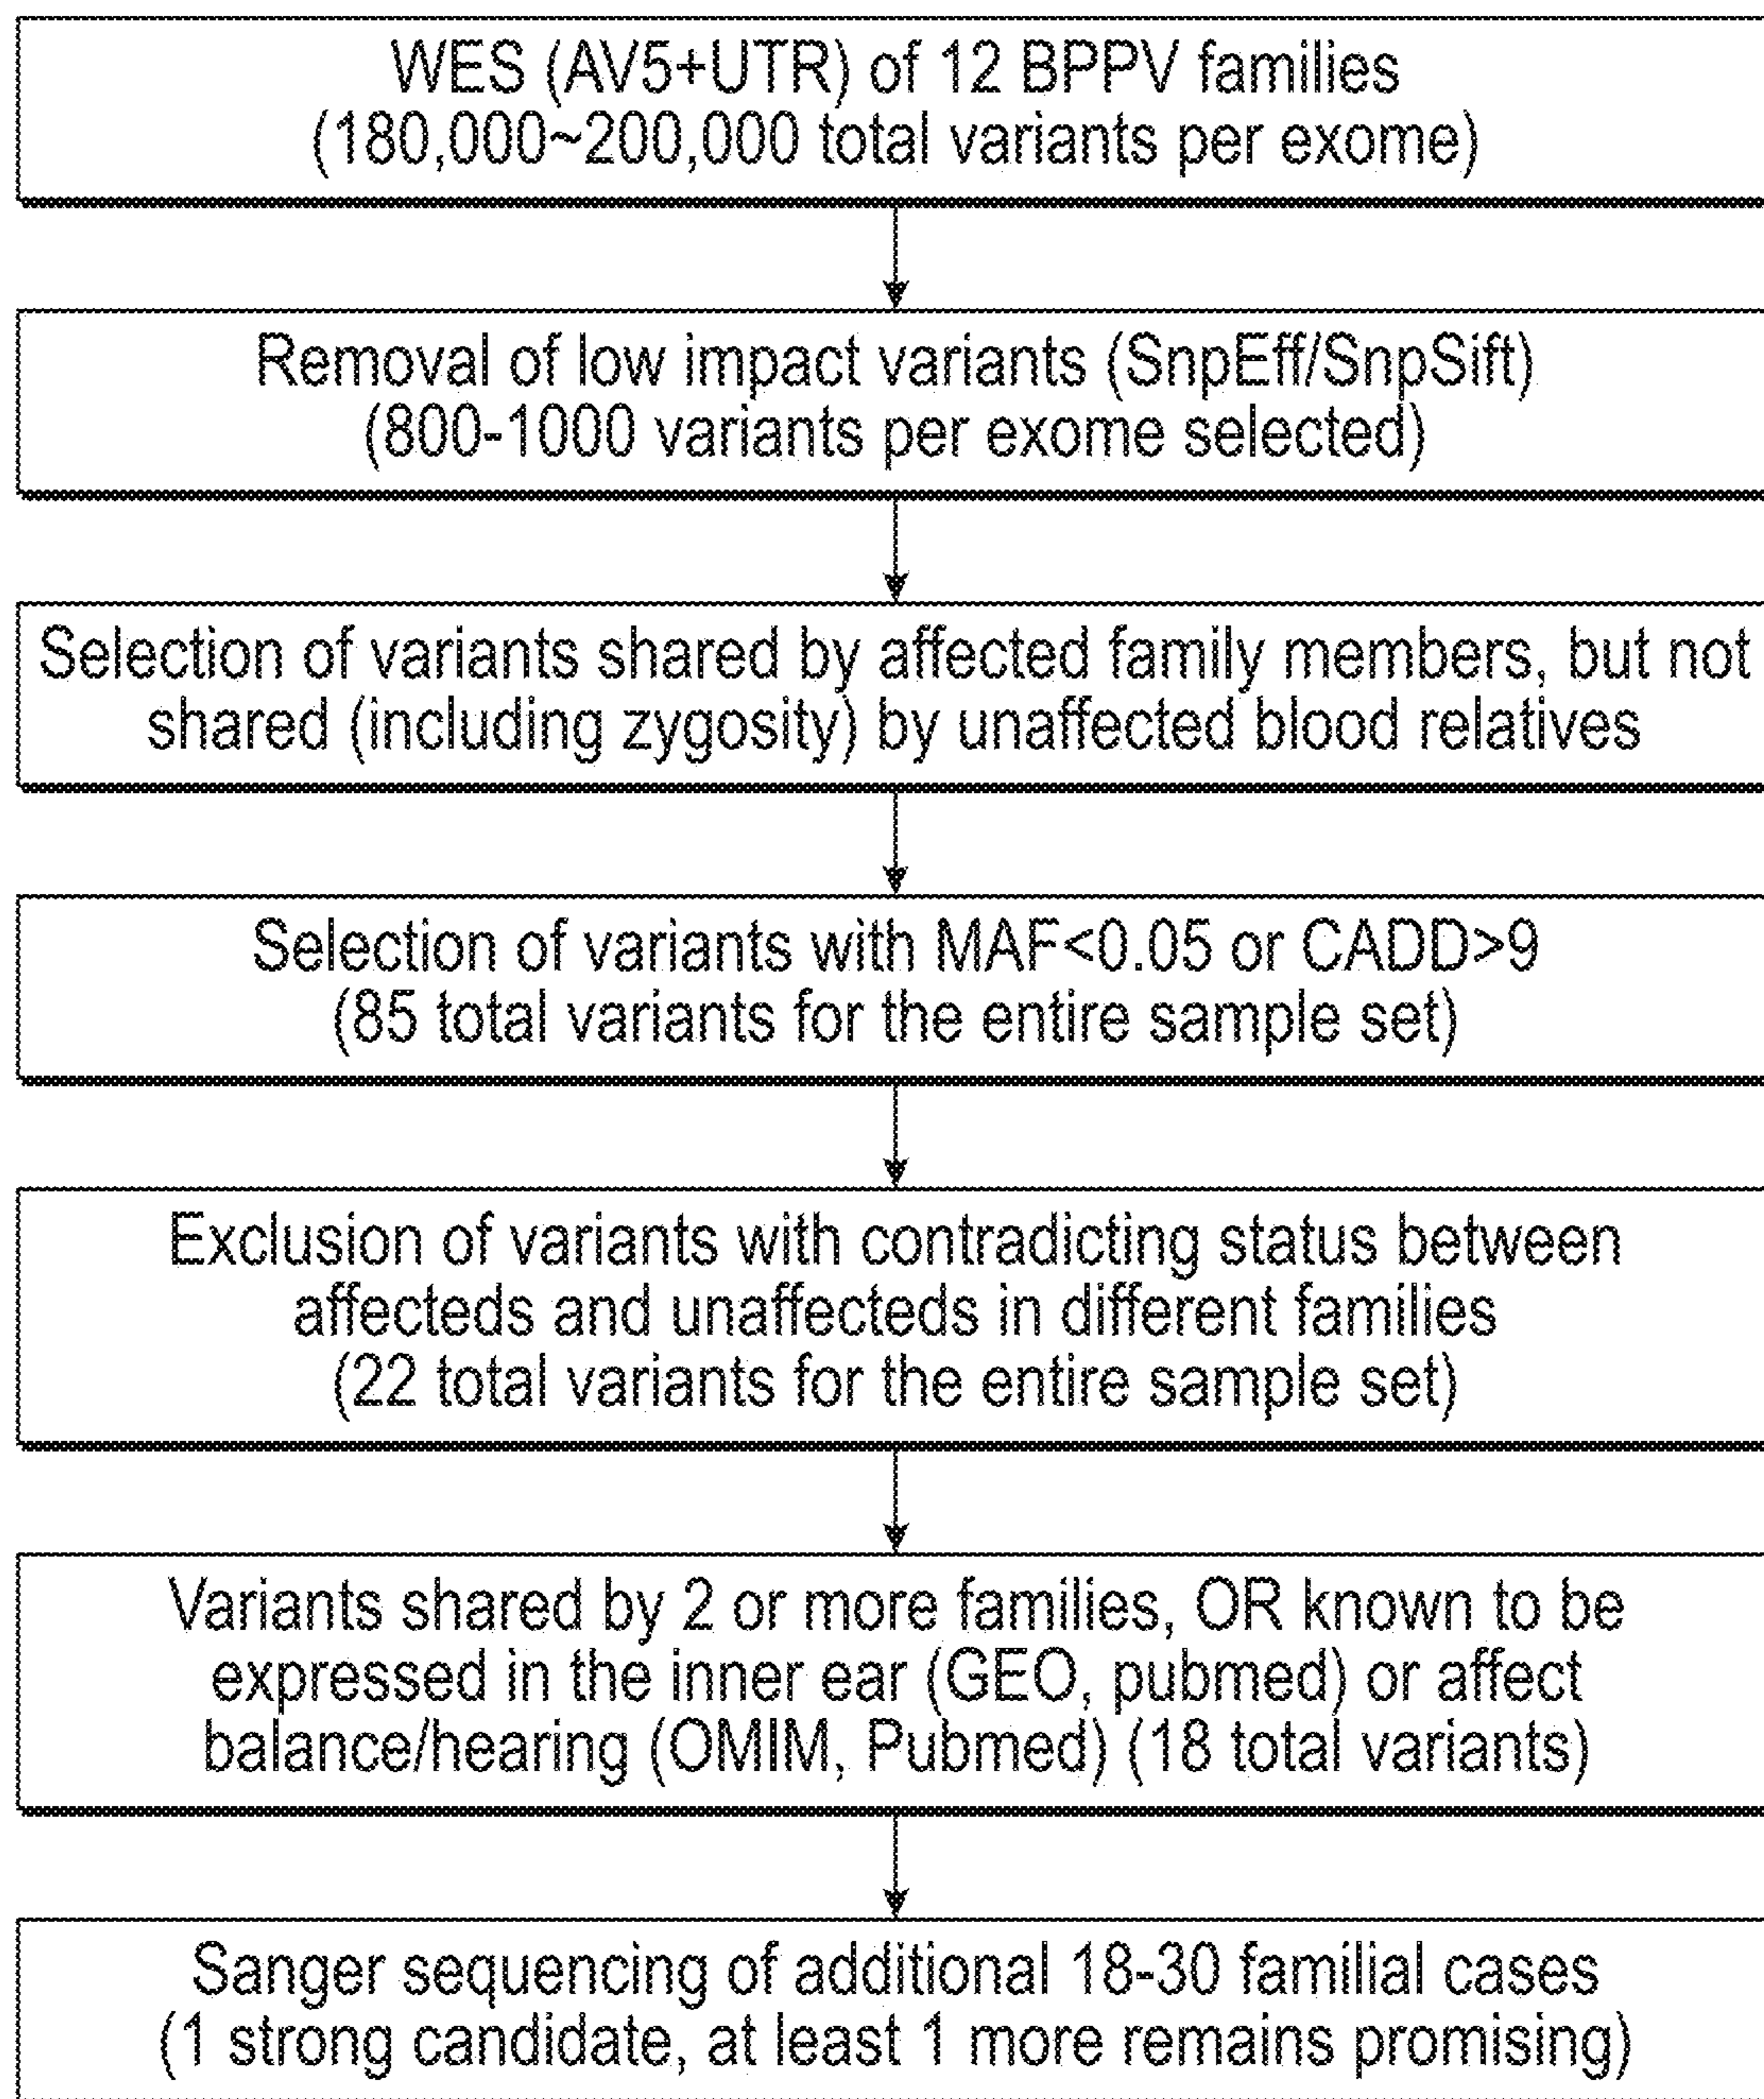 WES (AV5+UTR) of 12 BPPV families
(180,000~200,000 total variants per exome)
Removal of low impact variants (SnpEff/SnpSift)
(800-1000 variants per exome selected)
Selection of variants shared by affected family members, but not
shared (including zygosity) by unaffected blood relatives
Selection of variants with MAF<0.05 or CADD>9
(85 total variants for the entire sample set)
Exclusion of variants with contradicting status between
affecteds and unaffecteds in different families
(22 total variants for the entire sample set)
Variants shared by 2 or more families, OR known to be
expressed in the inner ear (GEO, pubmed) or affect
balance/hearing (OMIM, Pubmed) (18 total variants)
Sanger sequencing of additional 18-30 familial cases
(1 strong candidate, at least 1 more remains promising)